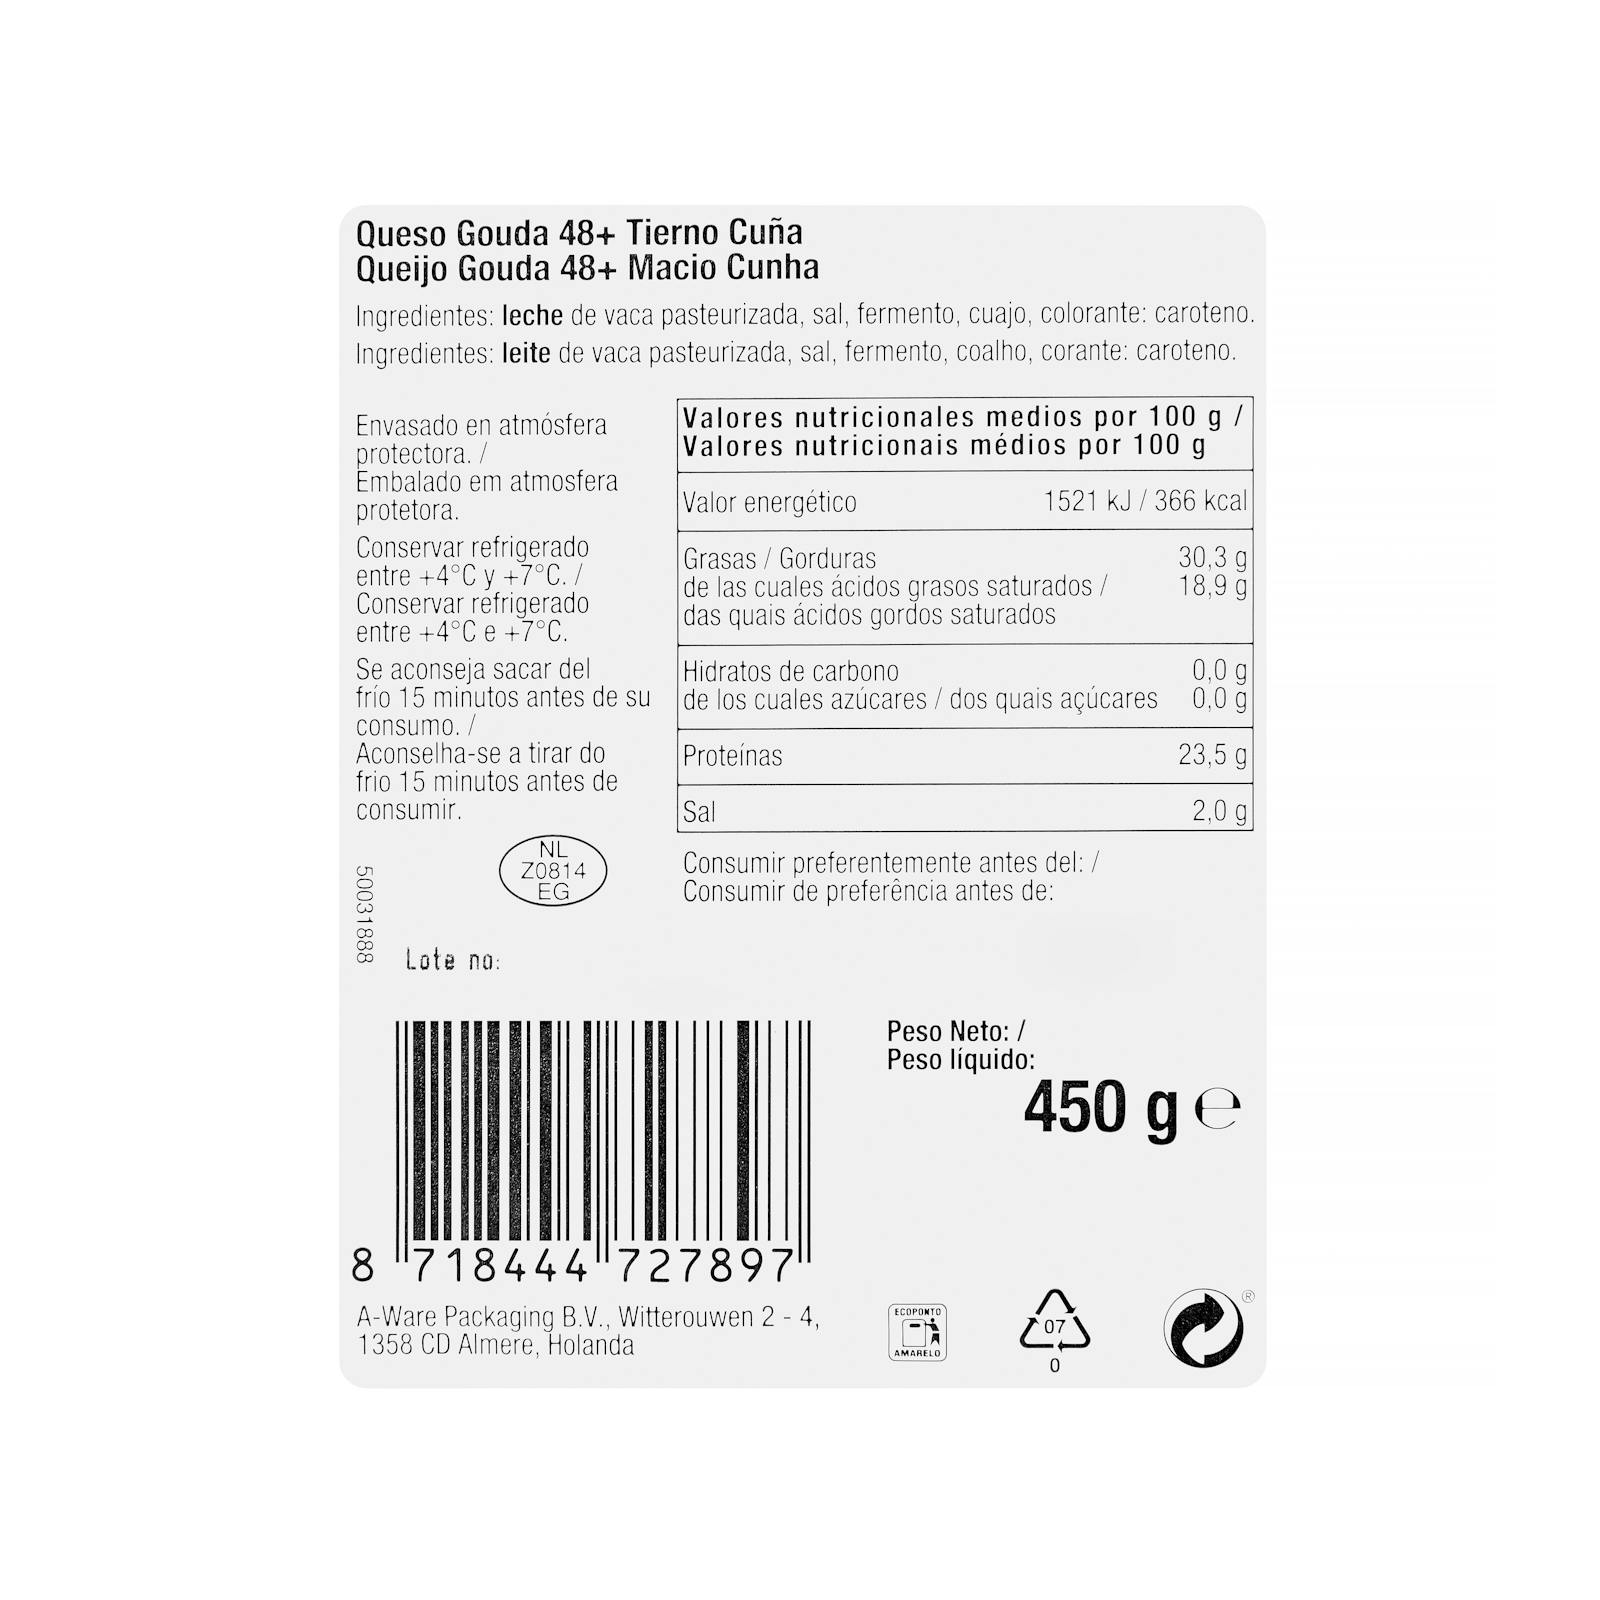 Queso Gouda 48+ Tierno Cuña
Queijo Gouda 48+ Macio Cunha
Ingredientes: leche de vaca pasteurizada, sal, fermento, cuajo, colorante: caroteno.
Ingredientes: leite de vaca pasteurizada, sal, fermento, coalho, corante: caroteno.
Envasado en atmósfera
protectora. /
Embalado em atmosfera
protetora.
Conservar refrigerado
entre +4°C y +7°C. /
Conservar refrigerado
entre +4°C e +7°C.
Se aconseja sacar del
frío 15 minutos antes de su
consumo. /
Aconselha-se a tirar do
frio 15 minutos antes de
consumir.
Valores nutricionales medios por 100 g /
Valores nutricionais médios por 100 g
Valor energético 1521 kJ / 366 kcal
Grasas / Gorduras 30,3 g
de las cuales ácidos grasos saturados / 18,9 g
das quais ácidos gordos saturados
Hidratos de carbono 0,0 g
de los cuales azúcares / dos quais açúcares 0,0 g
Proteínas 23,5 g
Sal 2,0 g
NL
Z0814
EG
Consumir preferentemente antes del: /
Consumir de preferência antes de:
50031888
Lote no:
Peso Neto: /
Peso líquido:
450 g ℮
8 718444 727897
A-Ware Packaging B.V., Witterouwen 2 - 4,
1358 CD Almere, Holanda
ECOPONTO
AMARELO
07
0
®